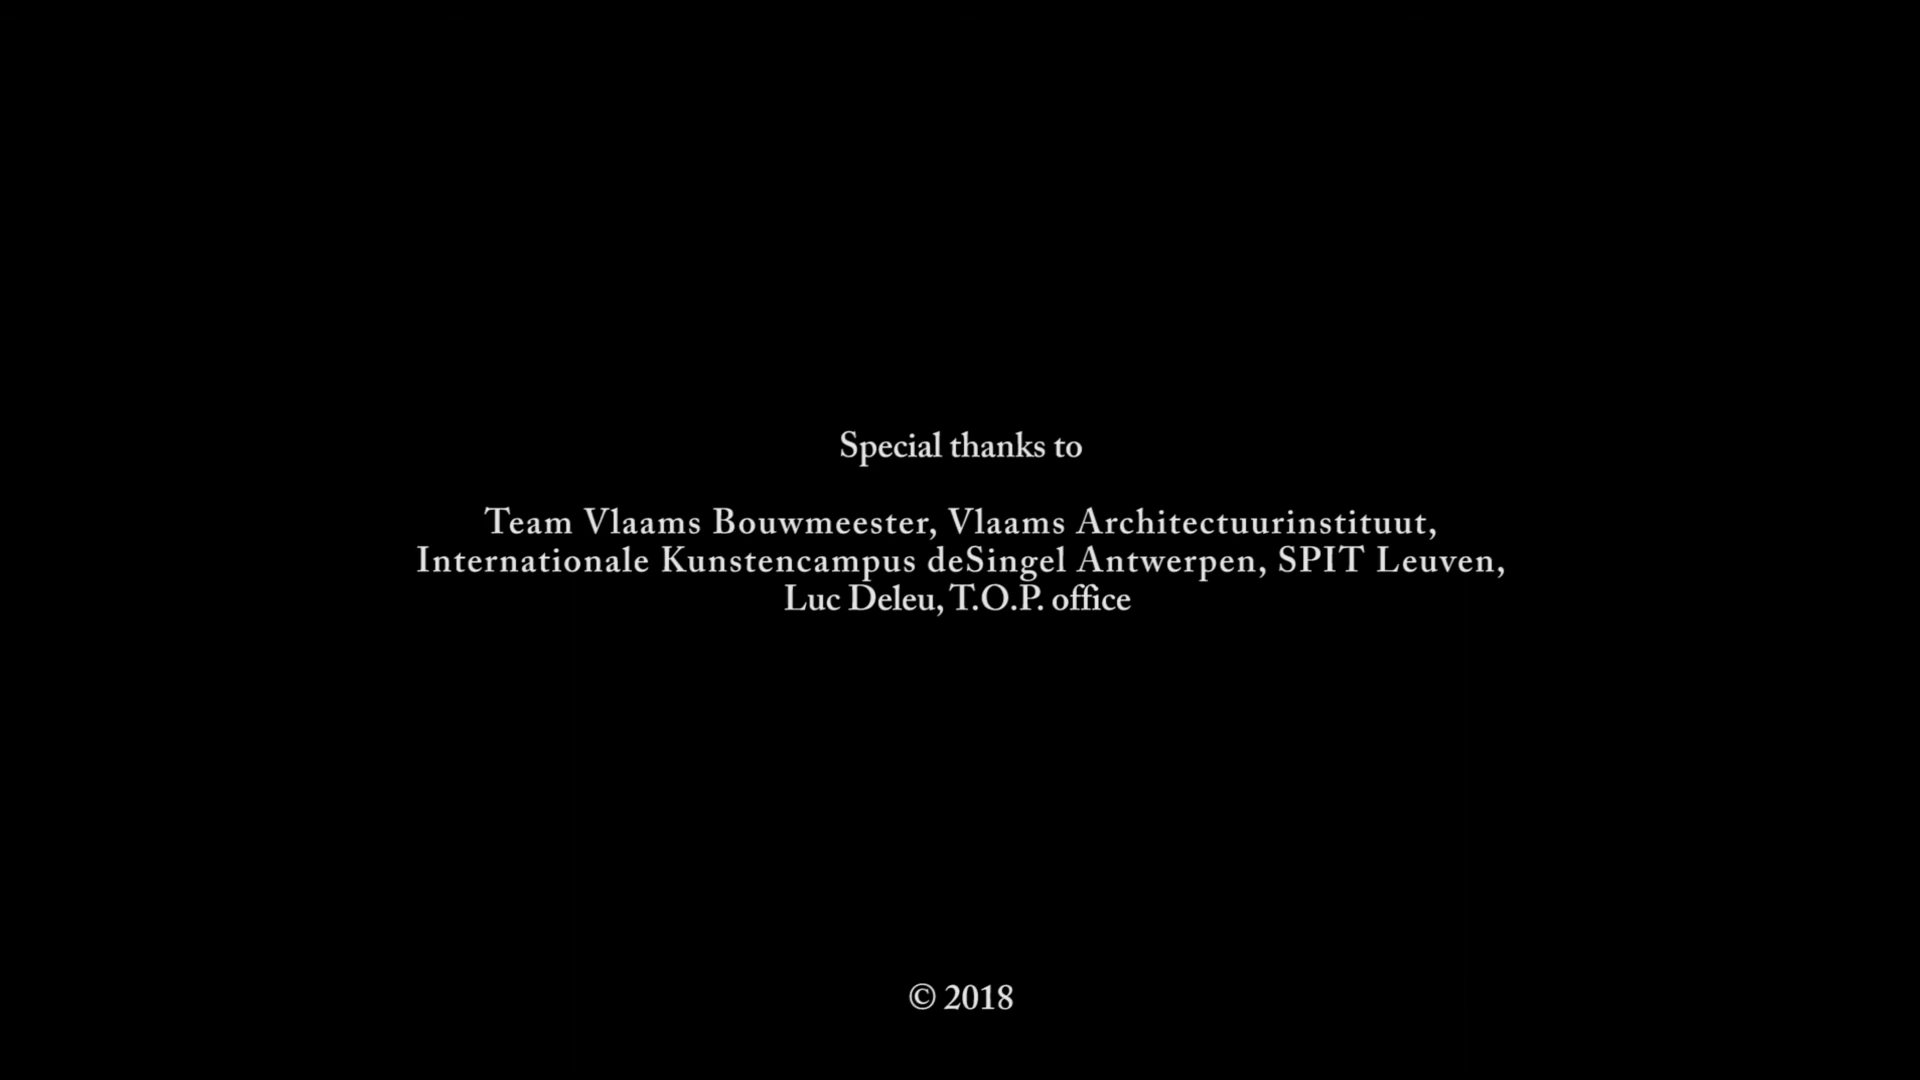 Special thanks to
Team Vlaams Bouwmeester, Vlaams Architectuurinstituut,
Internationale Kunstencampus deSingel Antwerpen, SPIT Leuven,
Luc Deleu, T.O.P. office
© 2018